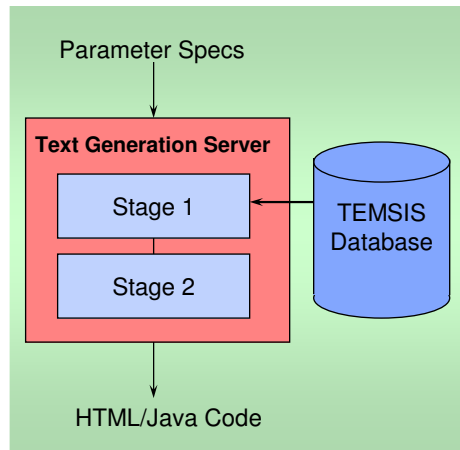 Parameter Specs
Text Generation Server
Stage 1
TEMSIS
Database
Stage 2
HTML/Java Code